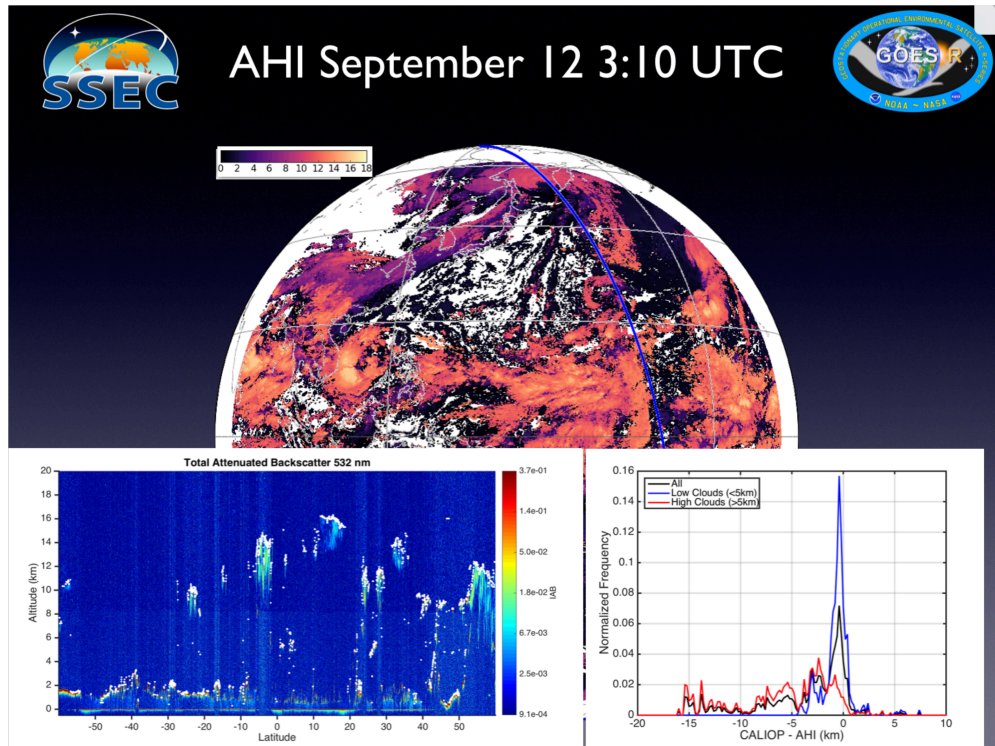 SSEC
AHI September 12 3:10 UTC
GEOSTATIONARY OPERATIONAL ENVIRONMENTAL SATELLITE R-SERIES
GOES R
NOAA ~ NASA
0 2 4 6 8 10 12 14 16 18
Total Attenuated Backscatter 532 nm
Altitude (km)
20
18
16
14
12
10
8
6
4
2
0
-50 -40 -30 -20 -10 0 10 20 30 40 50
Latitude
3.7e-01
1.4e-01
5.0e-02
1.8e-02
6.7e-03
2.5e-03
9.1e-04
IAB
Normalized Frequency
0.16
0.14
0.12
0.1
0.08
0.06
0.04
0.02
0
All
Low Clouds (<5km)
High Clouds (>5km)
-20 -15 -10 -5 0 5 10
CALIOP - AHI (km)